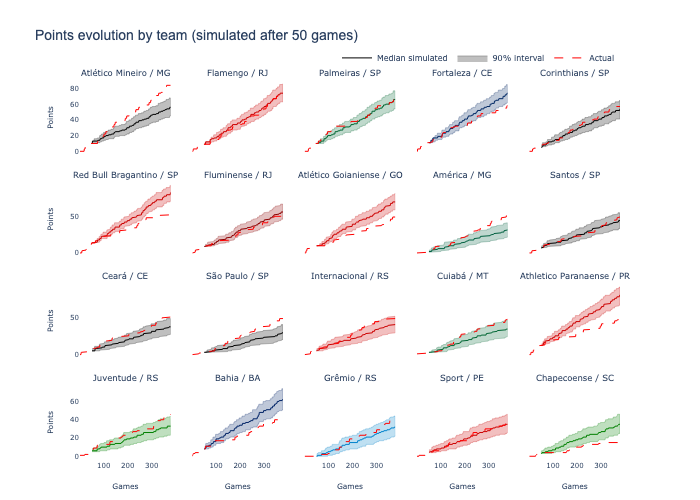 Points evolution by team (simulated after 50 games)
Median simulated 90% interval Actual
Atlético Mineiro / MG Flamengo / RJ Palmeiras / SP Fortaleza / CE Corinthians / SP
80
60
Points
40
20
0
Red Bull Bragantino / SP Fluminense / RJ Atlético Goianiense / GO América / MG Santos / SP
50
Points
0
Ceará / CE São Paulo / SP Internacional / RS Cuiabá / MT Athletico Paranaense / PR
50
Points
0
Juventude / RS Bahia / BA Grêmio / RS Sport / PE Chapecoense / SC
60
40
Points
20
0
100 200 300 100 200 300 100 200 300 100 200 300 100 200 300
Games Games Games Games Games